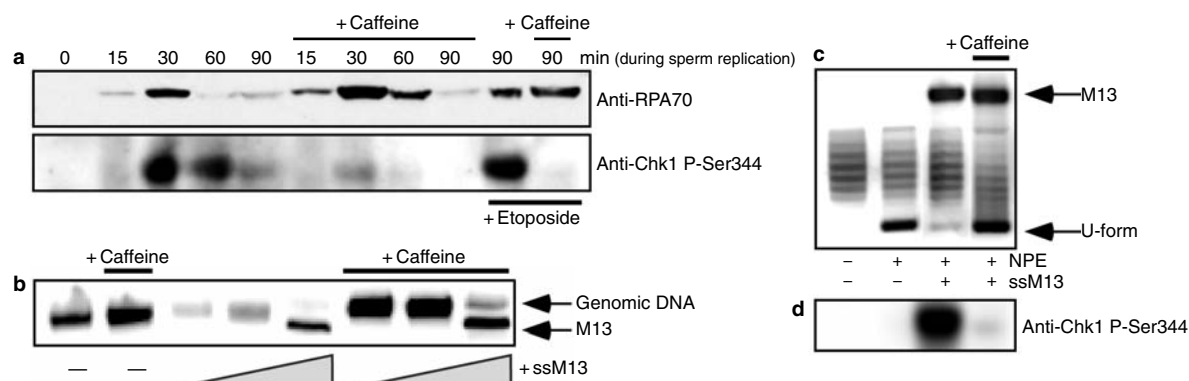 + Caffeine + Caffeine
a 0 15 30 60 90 15 30 60 90 90 90 min (during sperm replication)
Anti-RPA70
Anti-Chk1 P-Ser344
+ Etoposide
+ Caffeine + Caffeine
b Genomic DNA
M13
– – + ssM13
+ Caffeine
c M13
U-form
– + + + NPE
– – + + ssM13
d Anti-Chk1 P-Ser344